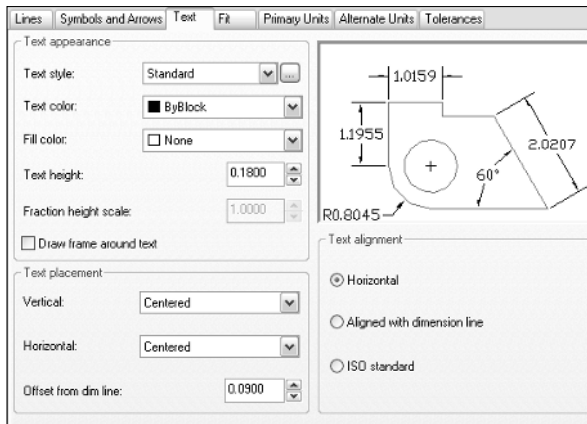 Lines Symbols and Arrows Text Fit Primary Units Alternate Units Tolerances
Text appearance
Text style: Standard ...
Text color: ByBlock
Fill color: None
Text height: 0.1800
Fraction height scale: 1.0000
Draw frame around text
Text placement
Vertical: Centered
Horizontal: Centered
Offset from dim line: 0.0900
1.0159
1.1955
2.0207
60°
R0.8045
Text alignment
Horizontal
Aligned with dimension line
ISO standard